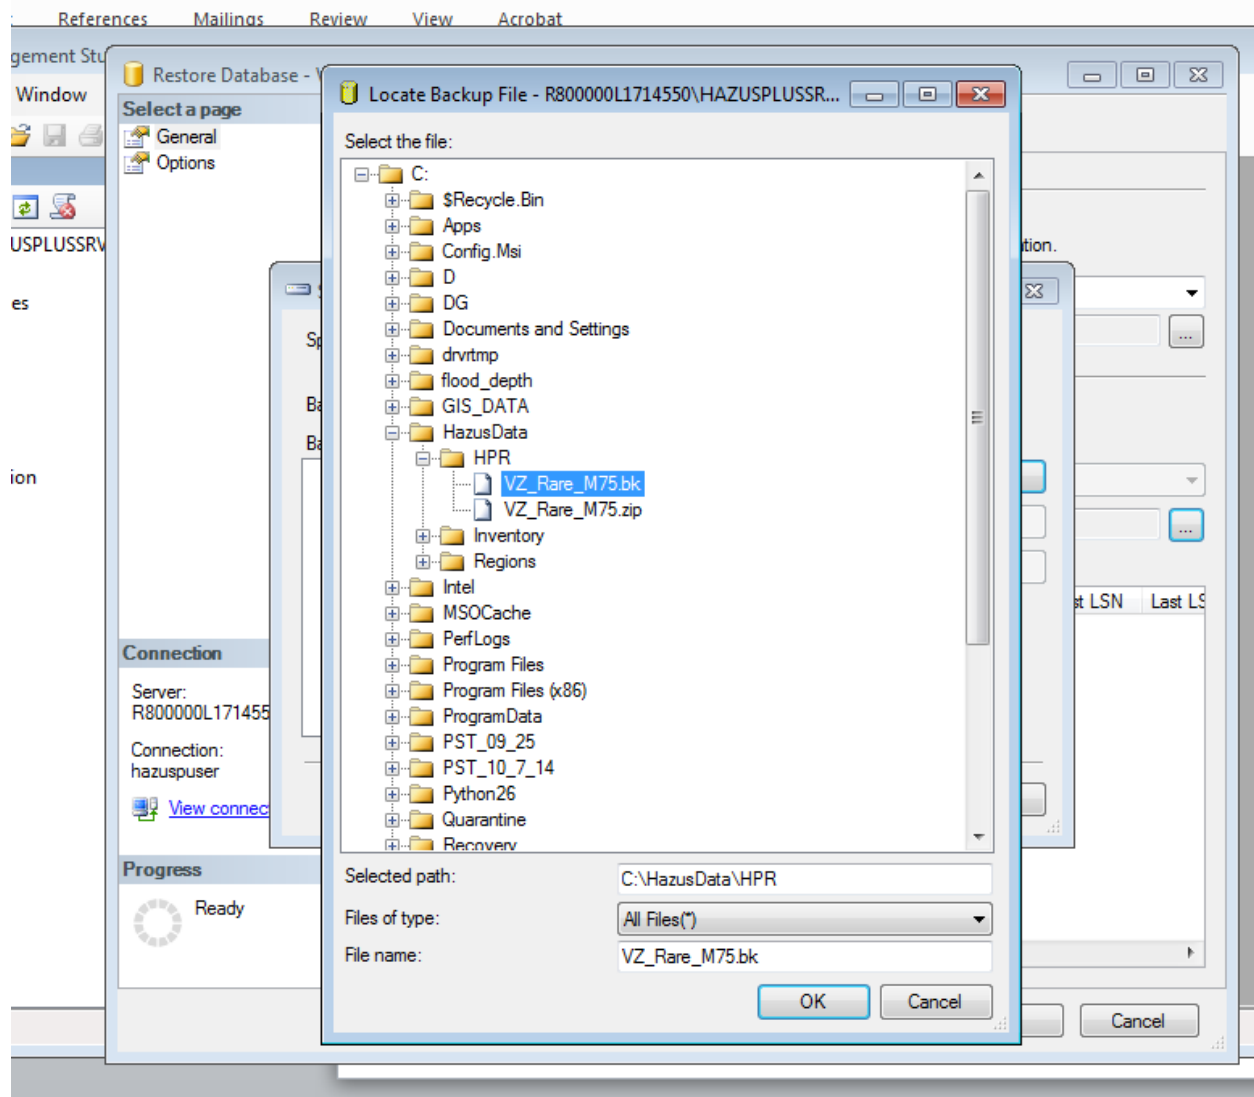 References Mailings Review View Acrobat
gement Stu
Window
USPLUSSRV
es
ion
Restore Database -
Select a page
General
Options
Connection
Server:
R800000L171455
Connection:
hazuspuser
View connec
Progress
Ready
Sp
Ba
Ba
Locate Backup File - R800000L1714550\HAZUSPLUSSR...
Select the file:
C:
$Recycle.Bin
Apps
Config.Msi
D
DG
Documents and Settings
drvrtmp
flood_depth
GIS_DATA
HazusData
HPR
VZ_Rare_M75.bk
VZ_Rare_M75.zip
Inventory
Regions
Intel
MSOCache
PerfLogs
Program Files
Program Files (x86)
ProgramData
PST_09_25
PST_10_7_14
Python26
Quarantine
Recovery
Selected path: C:\HazusData\HPR
Files of type: All Files(*)
File name: VZ_Rare_M75.bk
OK Cancel
tion.
...
...
st LSN Last LS
Cancel